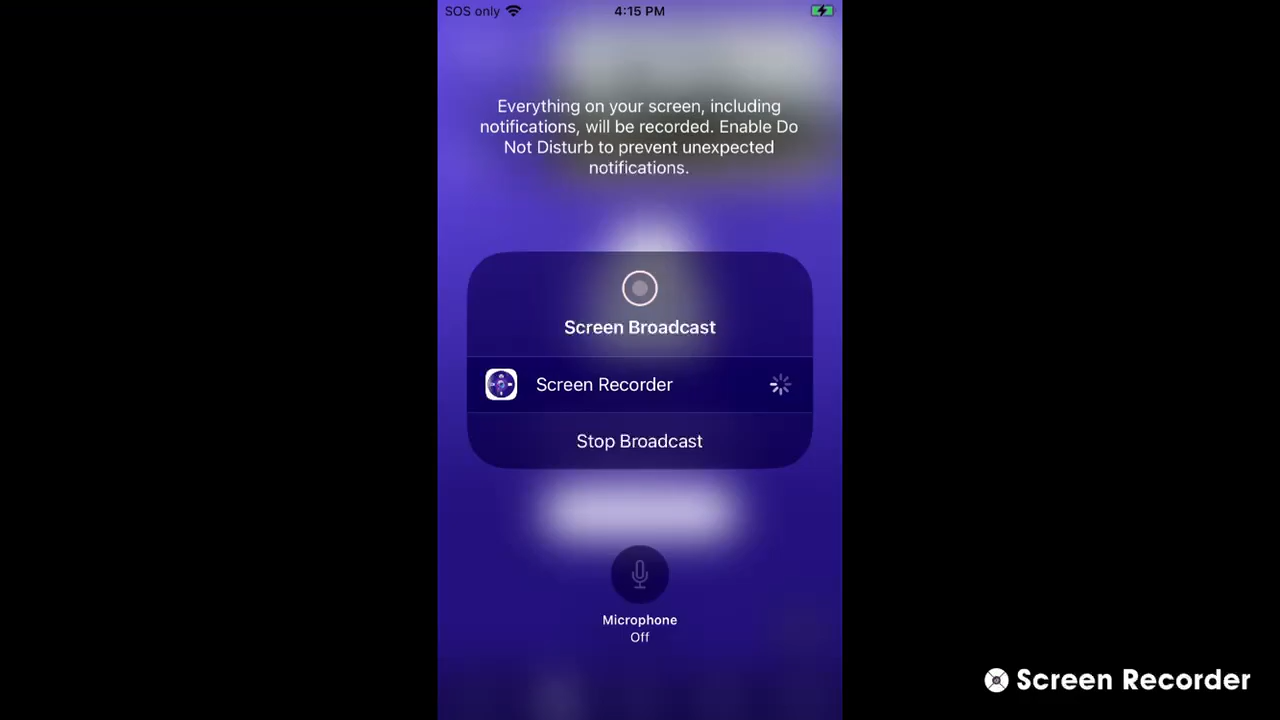 SOS only
4:15 PM
Everything on your screen, including
notifications, will be recorded. Enable Do
Not Disturb to prevent unexpected
notifications.
Screen Broadcast
Screen Recorder
Stop Broadcast
Microphone
Off
Screen Recorder